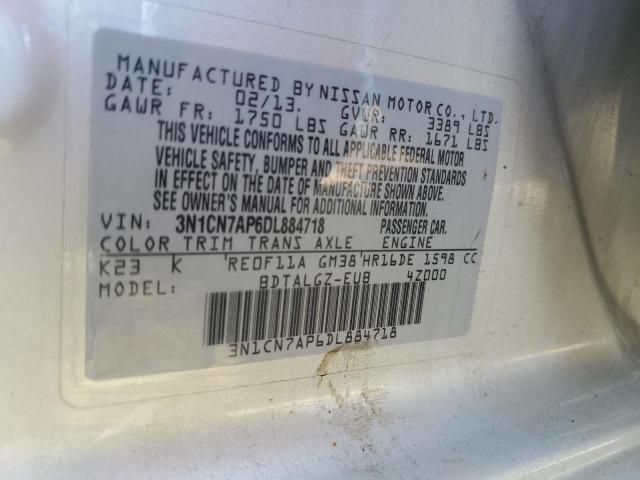 MANUFACTURED BY NISSAN MOTOR CO., LTD.
DATE: 02/13. GVWR: 3389 LBS
GAWR FR: 1750 LBS GAWR RR: 1671 LBS
THIS VEHICLE CONFORMS TO ALL APPLICABLE FEDERAL MOTOR
VEHICLE SAFETY, BUMPER AND THEFT PREVENTION STANDARDS
IN EFFECT ON THE DATE OF MANUFACTURE SHOWN ABOVE.
SEE OWNER'S MANUAL FOR ADDITIONAL INFORMATION.
VIN: 3N1CN7AP6DL884718 PASSENGER CAR.
COLOR TRIM TRANS AXLE ENGINE /
K23 K RE0F11A GM38 HR16DE 1598 CC
MODEL: BDTALGZ-EUB 4Z000
3N1CN7AP6DL884718